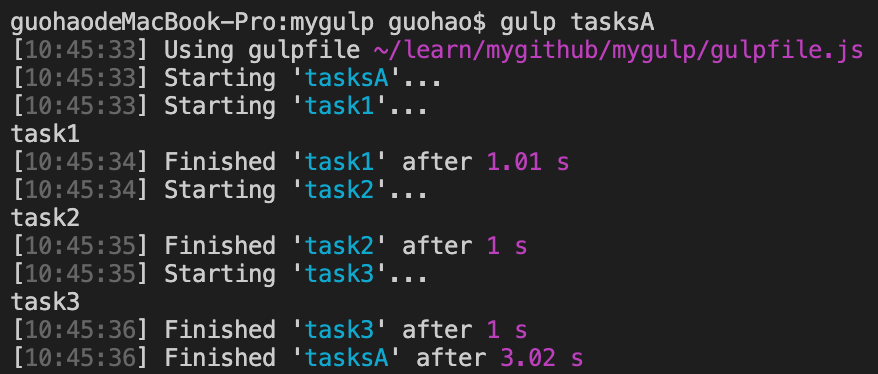 guohaodeMacBook-Pro:mygulp guohao$ gulp tasksA
[10:45:33] Using gulpfile ~/learn/mygithub/mygulp/gulpfile.js
[10:45:33] Starting 'tasksA'...
[10:45:33] Starting 'task1'...
task1
[10:45:34] Finished 'task1' after 1.01 s
[10:45:34] Starting 'task2'...
task2
[10:45:35] Finished 'task2' after 1 s
[10:45:35] Starting 'task3'...
task3
[10:45:36] Finished 'task3' after 1 s
[10:45:36] Finished 'tasksA' after 3.02 s